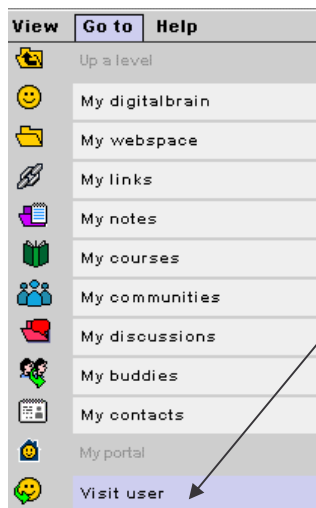 View Go to Help
Up a level
My digitalbrain
My webspace
My links
My notes
My courses
My communities
My discussions
My buddies
My contacts
My portal
Visit user